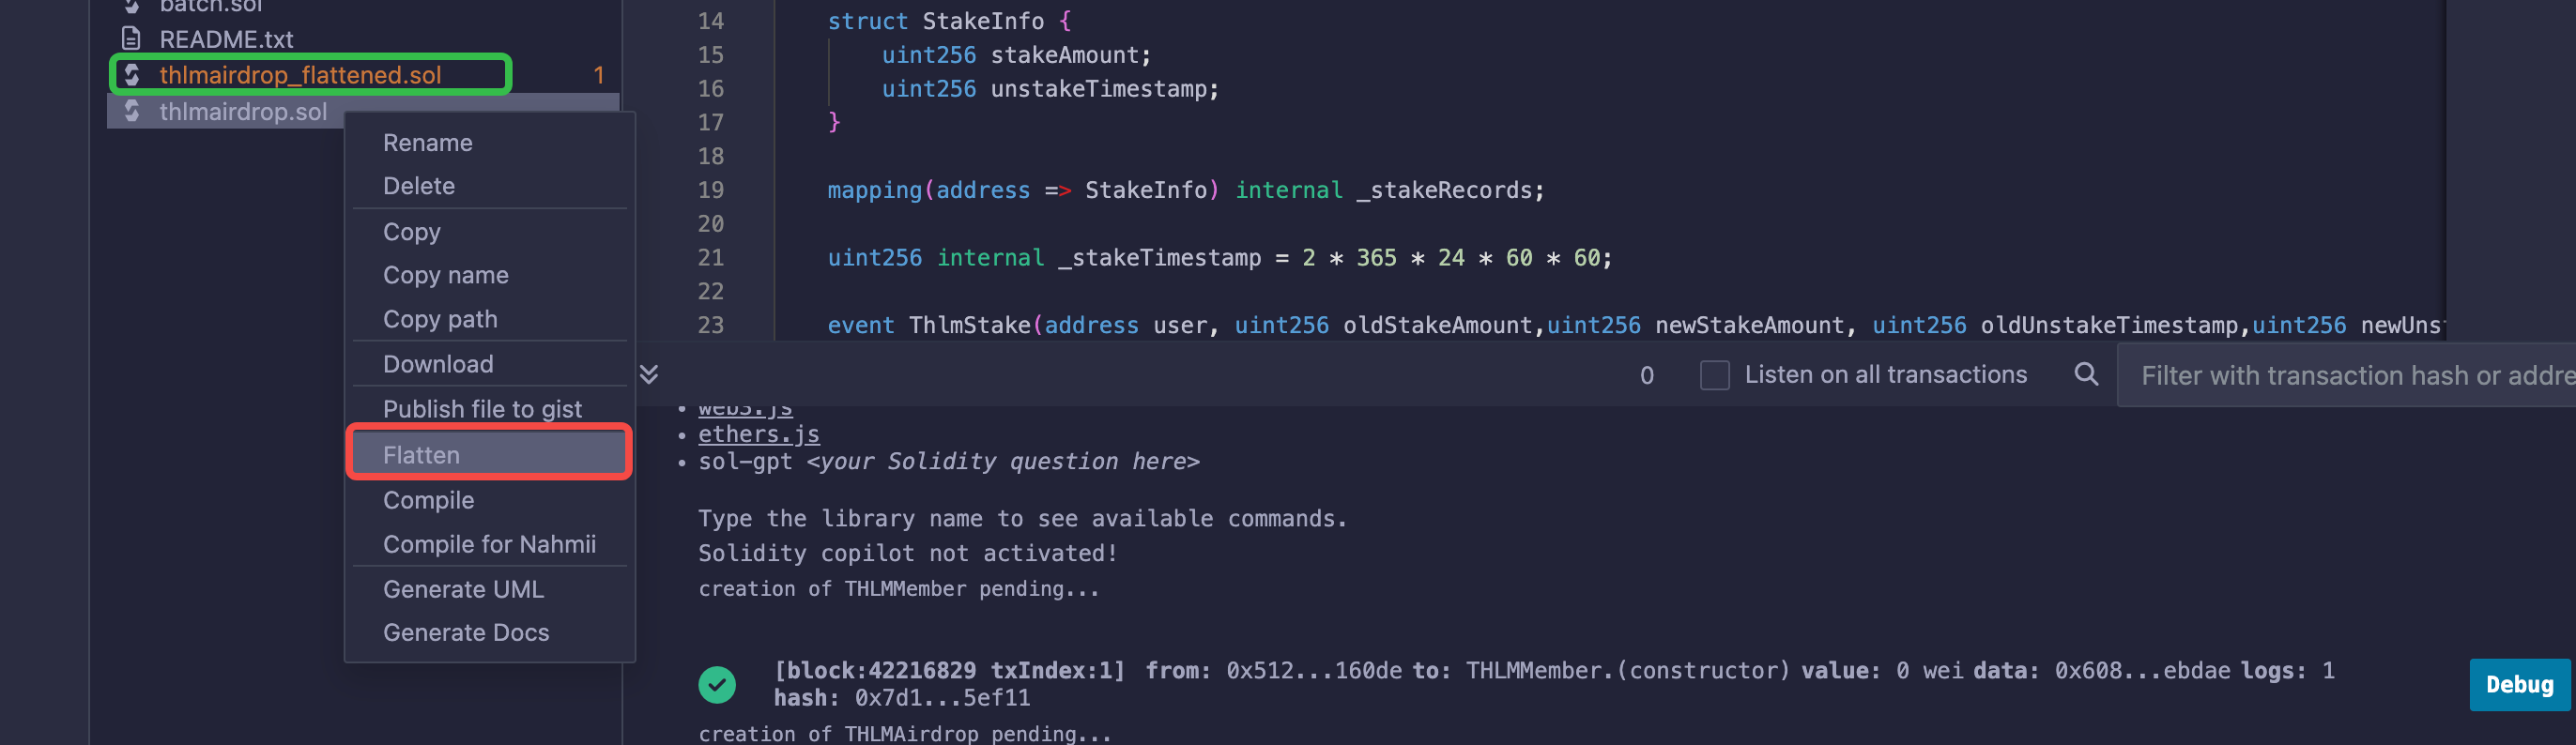 batch.sol
README.txt
thlmairdrop_flattened.sol 1
thlmairdrop.sol
Rename
Delete
Copy
Copy name
Copy path
Download
Publish file to gist
Flatten
Compile
Compile for Nahmii
Generate UML
Generate Docs
14 struct StakeInfo {
15 uint256 stakeAmount;
16 uint256 unstakeTimestamp;
17 }
18
19 mapping(address => StakeInfo) internal _stakeRecords;
20
21 uint256 internal _stakeTimestamp = 2 * 365 * 24 * 60 * 60;
22
23 event ThlmStake(address user, uint256 oldStakeAmount,uint256 newStakeAmount, uint256 oldUnstakeTimestamp,uint256 newUns
0 Listen on all transactions Filter with transaction hash or addre
• web3.js
• ethers.js
• sol-gpt <your Solidity question here>
Type the library name to see available commands.
Solidity copilot not activated!
creation of THLMMember pending...
[block:42216829 txIndex:1] from: 0x512...160de to: THLMMember.(constructor) value: 0 wei data: 0x608...ebdae logs: 1
hash: 0x7d1...5ef11
Debug
creation of THLMAirdrop pending...